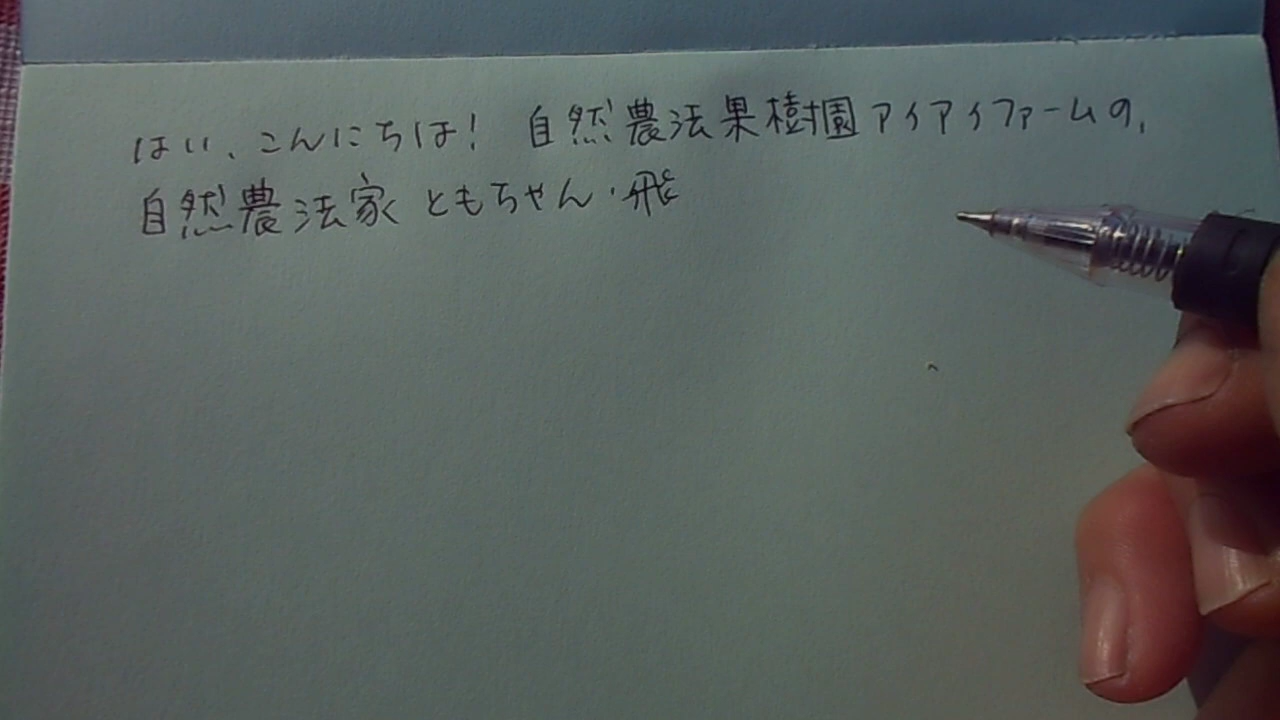 はい、こんにちは! 自然農法果樹園アイアイファームの、
自然農法家ともちゃん・飛